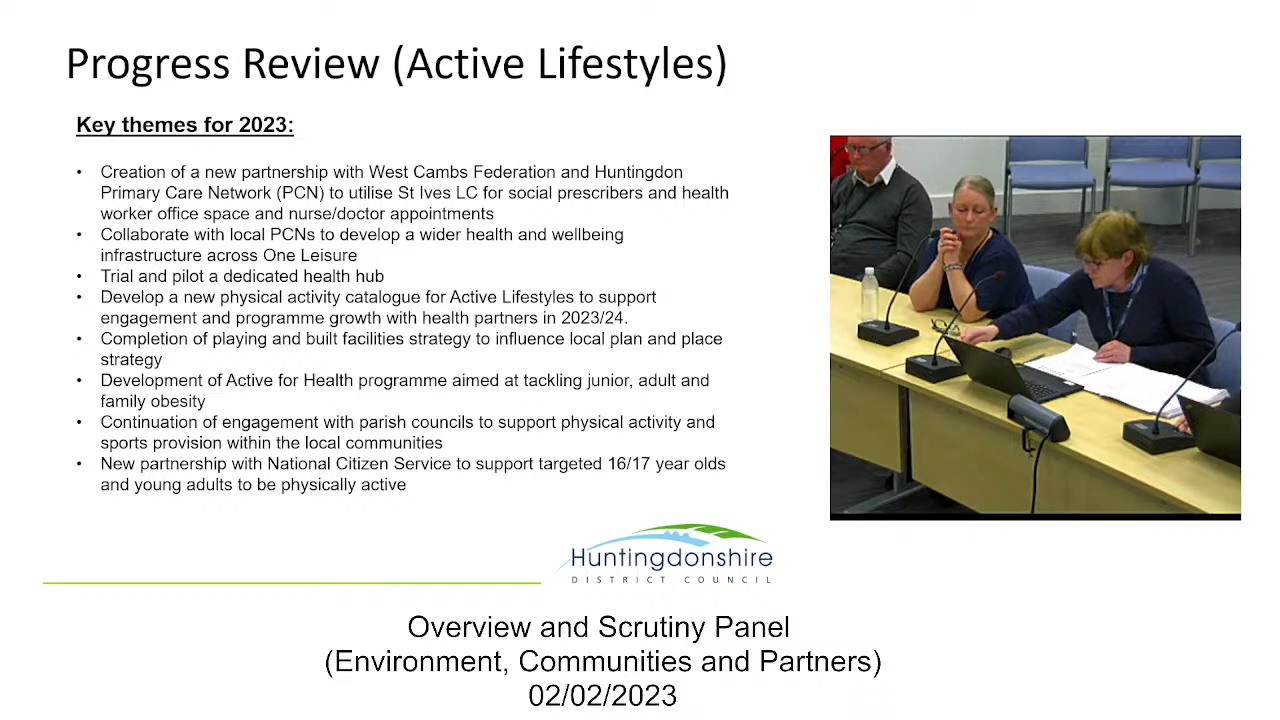 Progress Review (Active Lifestyles)
Key themes for 2023:
• Creation of a new partnership with West Cambs Federation and Huntingdon
Primary Care Network (PCN) to utilise St Ives LC for social prescribers and health
worker office space and nurse/doctor appointments
• Collaborate with local PCNs to develop a wider health and wellbeing
infrastructure across One Leisure
• Trial and pilot a dedicated health hub
• Develop a new physical activity catalogue for Active Lifestyles to support
engagement and programme growth with health partners in 2023/24.
• Completion of playing and built facilities strategy to influence local plan and place
strategy
• Development of Active for Health programme aimed at tackling junior, adult and
family obesity
• Continuation of engagement with parish councils to support physical activity and
sports provision within the local communities
• New partnership with National Citizen Service to support targeted 16/17 year olds
and young adults to be physically active
Huntingdonshire
DISTRICT COUNCIL
Overview and Scrutiny Panel
(Environment, Communities and Partners)
02/02/2023